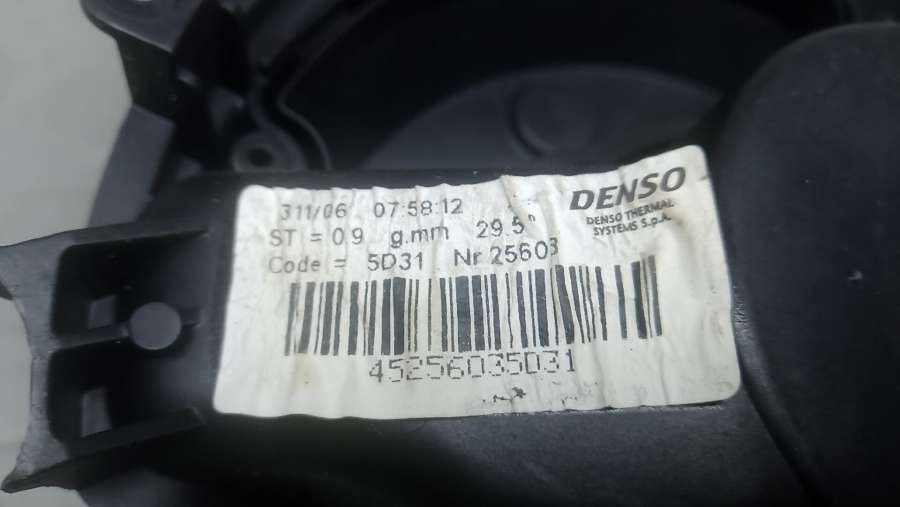 311/06 07:58:12
ST = 0.9 g.mm 29.5°
Code = 5D31 Nr 25603
DENSO
DENSO THERMAL
SYSTEMS S.p.A.
45256035D31